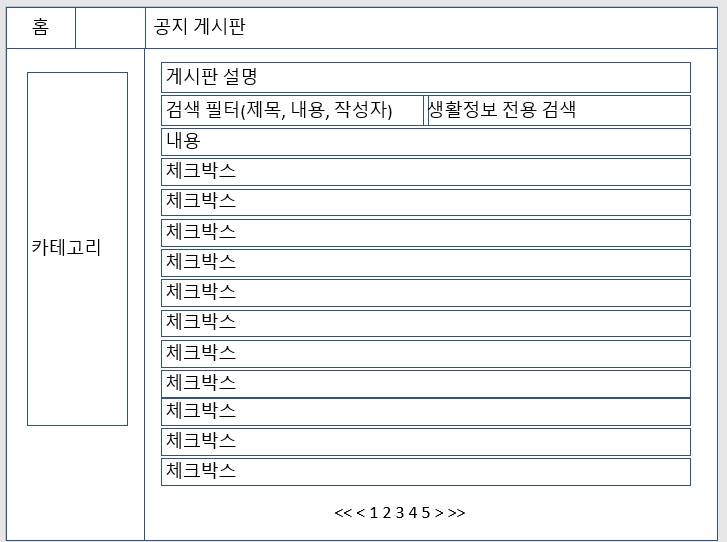 홈
공지 게시판
카테고리
게시판 설명
검색 필터(제목, 내용, 작성자)
생활정보 전용 검색
내용
체크박스
체크박스
체크박스
체크박스
체크박스
체크박스
체크박스
체크박스
체크박스
체크박스
체크박스
<< < 1 2 3 4 5 > >>